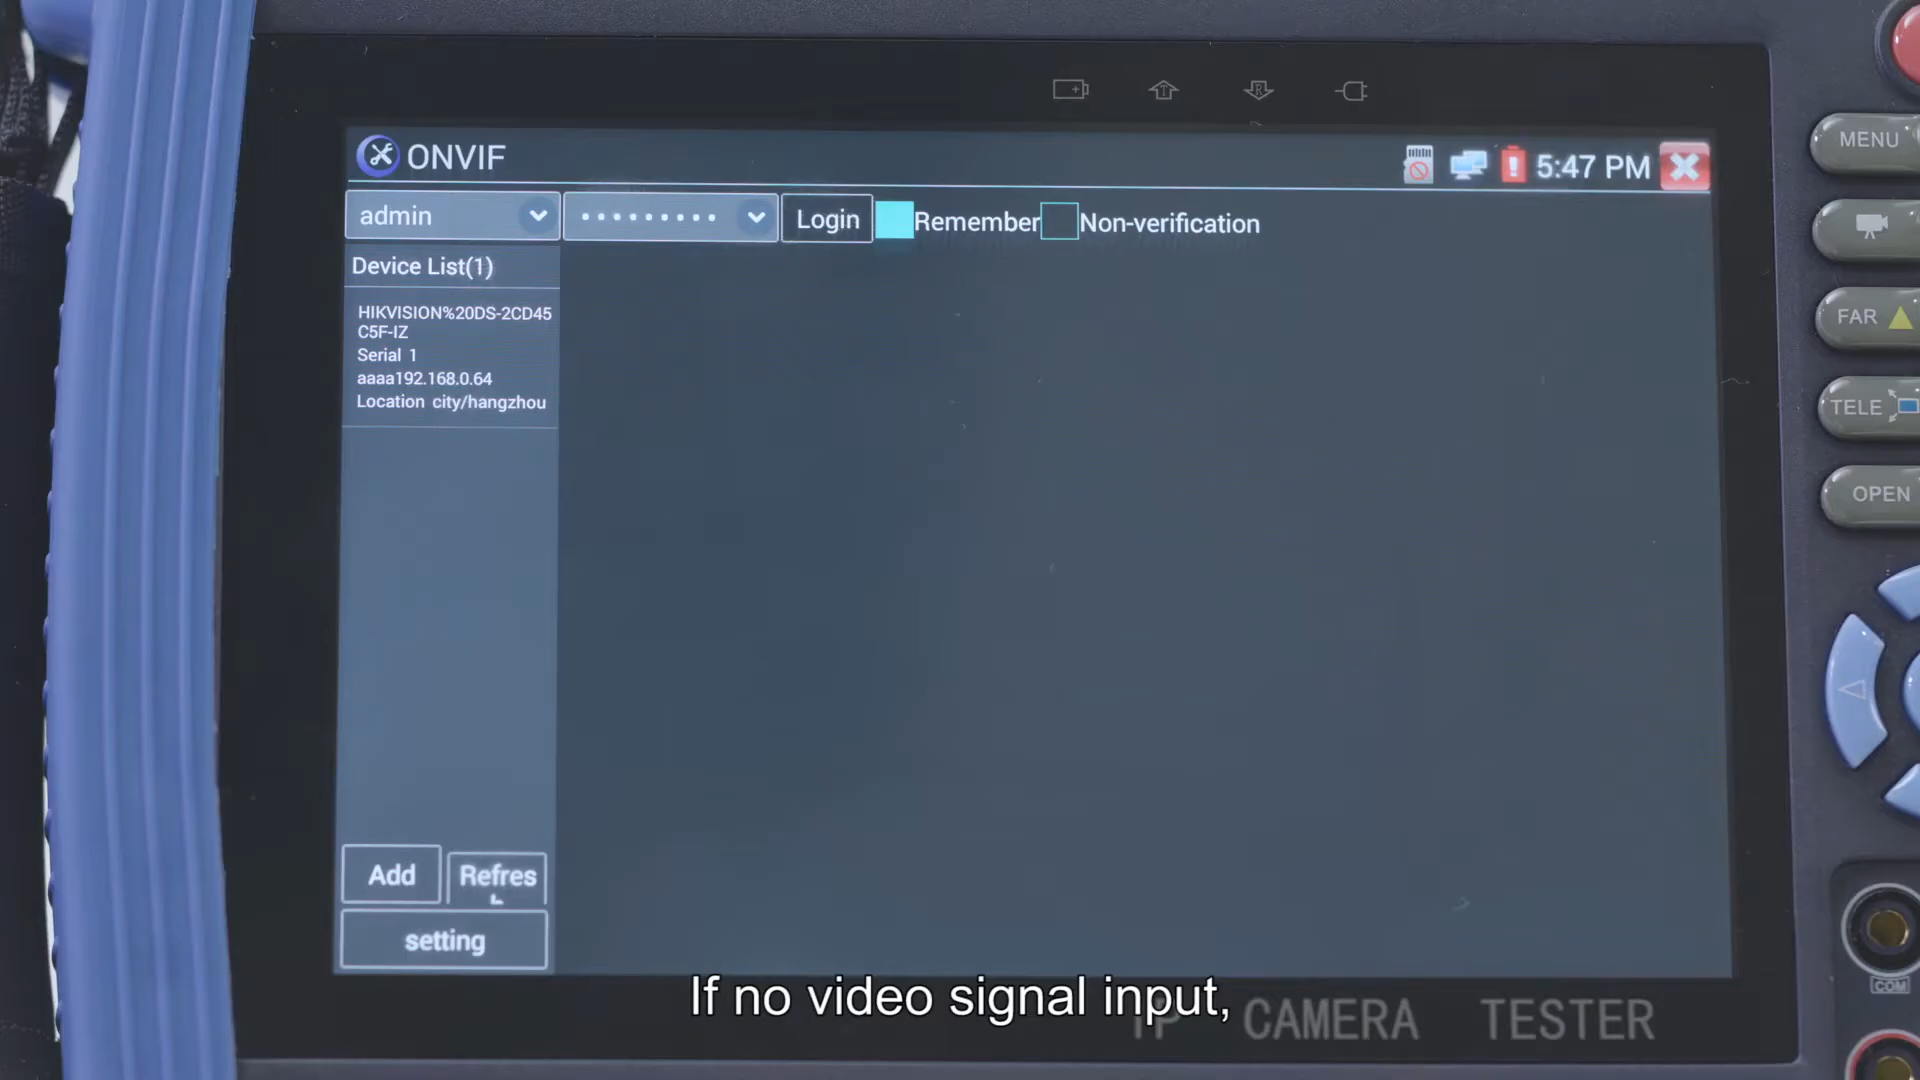 ONVIF
5:47 PM
admin
Login
Remember
Non-verification
Device List(1)
HIKVISION%20DS-2CD45
C5F-IZ
Serial 1
aaaa192.168.0.64
Location city/hangzhou
Add
Refres
setting
MENU
FAR
TELE
OPEN
COM
If no video signal input,
IP CAMERA TESTER